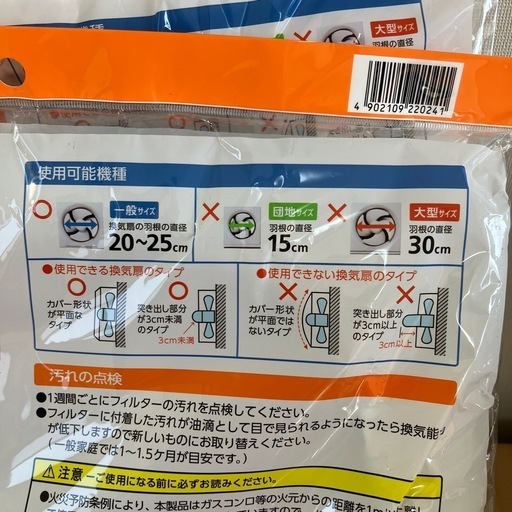 大型サイズ
羽根の直径
30cm
4 902109 220241
使用可能機種
一般サイズ
換気扇の羽根の直径
20~25cm
団地サイズ
羽根の直径
15cm
大型サイズ
羽根の直径
30cm
●使用できる換気扇のタイプ
カバー形状
が平面な
タイプ
突き出し部分
が3cm未満
のタイプ
3cm未満
●使用できない換気扇のタイプ
カバー形状
が平面では
ないタイプ
突き出し部分
が3cm以上
のタイプ
3cm以上
汚れの点検
●1週間ごとにフィルターの汚れを点検してください。
●フィルターに付着した汚れが油滴として目で見られるようになったら換気能力
が低下しますので新しいものにお取り替えください。
(一般家庭では1~1.5ケ月が目安です。)
注意−ご使用になる前に必ずお読みください。
●火災予防条例により、本製品はガスコンロ等の火元からの距離を1m以上離し